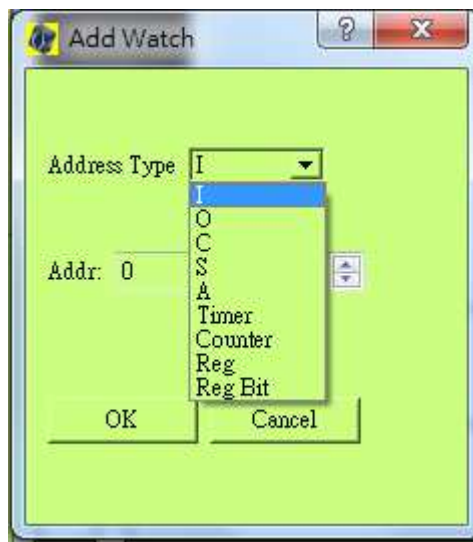 Add Watch
Address Type I
I
O
C
S
A
Timer
Counter
Reg
Reg Bit
Addr: 0
OK Cancel